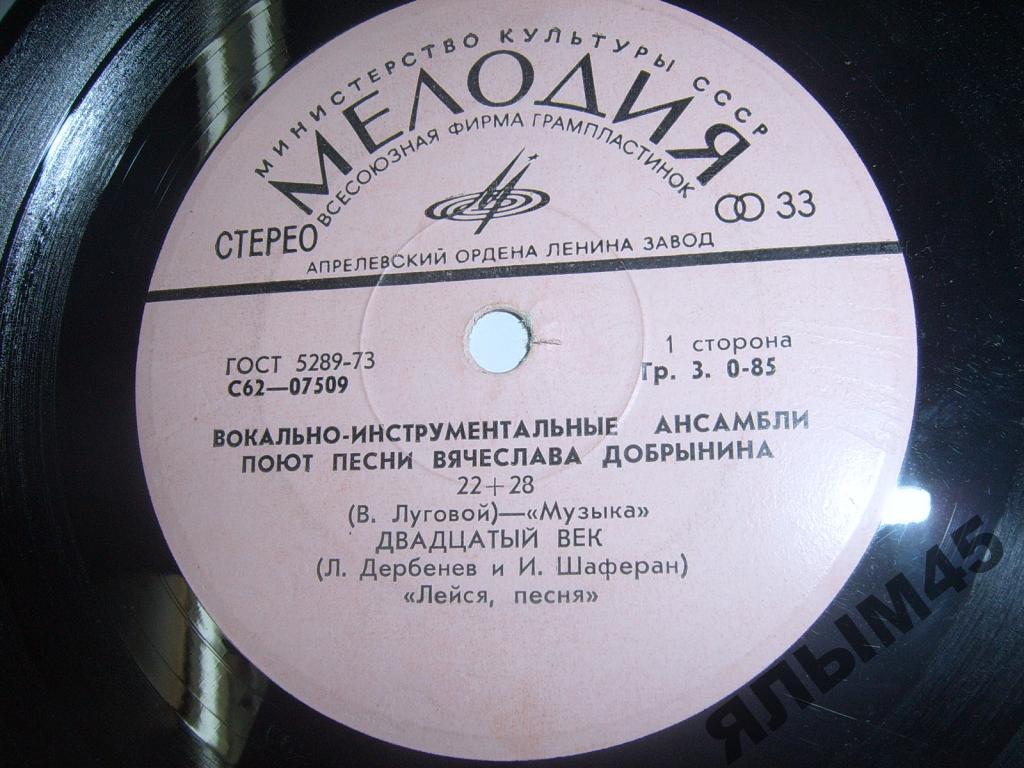 МИНИСТЕРСТВО КУЛЬТУРЫ СССР
МЕЛОДИЯ
ВСЕСОЮЗНАЯ ФИРМА ГРАМПЛАСТИНОК
СТЕРЕО
33
АПРЕЛЕВСКИЙ ОРДЕНА ЛЕНИНА ЗАВОД
ГОСТ 5289-73
1 сторона
С62—07509
Гр. 3. 0-85
ВОКАЛЬНО-ИНСТРУМЕНТАЛЬНЫЕ АНСАМБЛИ
ПОЮТ ПЕСНИ ВЯЧЕСЛАВА ДОБРЫНИНА
22+28
(В. Луговой)—«Музыка»
ДВАДЦАТЫЙ ВЕК
(Л. Дербенев и И. Шаферан)
«Лейся, песня»
ЯЛЫМ45